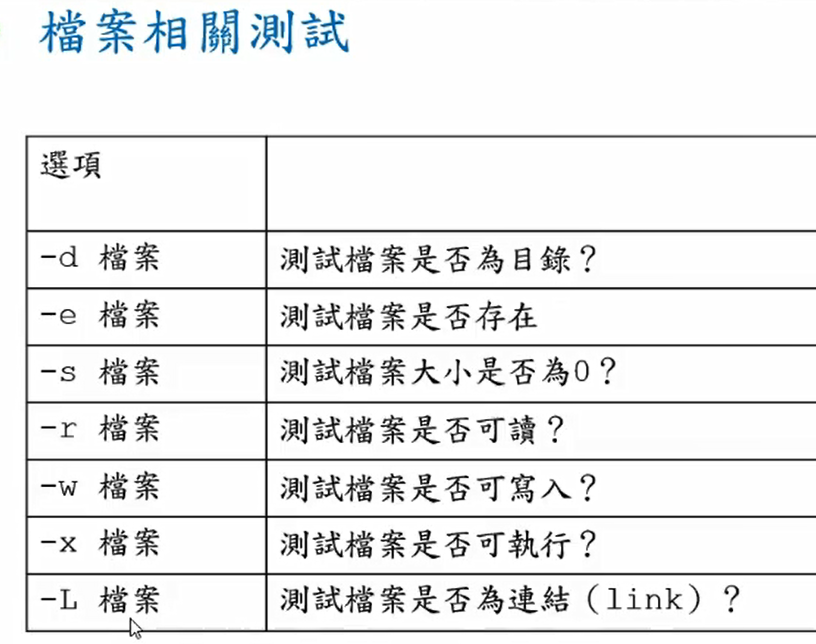 檔案相關測試
選項
-d 檔案 測試檔案是否為目錄？
-e 檔案 測試檔案是否存在
-s 檔案 測試檔案大小是否為0？
-r 檔案 測試檔案是否可讀？
-w 檔案 測試檔案是否可寫入？
-x 檔案 測試檔案是否可執行？
-L 檔案 測試檔案是否為連結（link）？